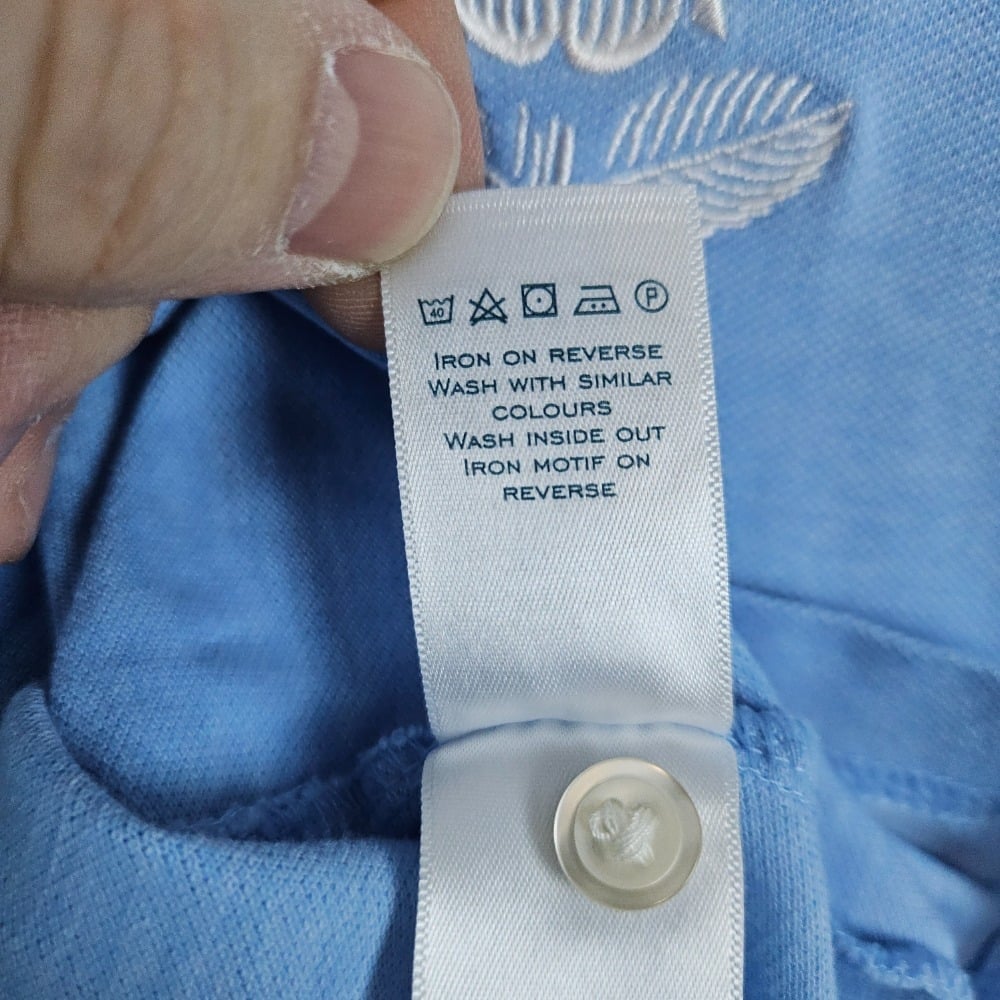 40 P
IRON ON REVERSE
WASH WITH SIMILAR
COLOURS
WASH INSIDE OUT
IRON MOTIF ON
REVERSE